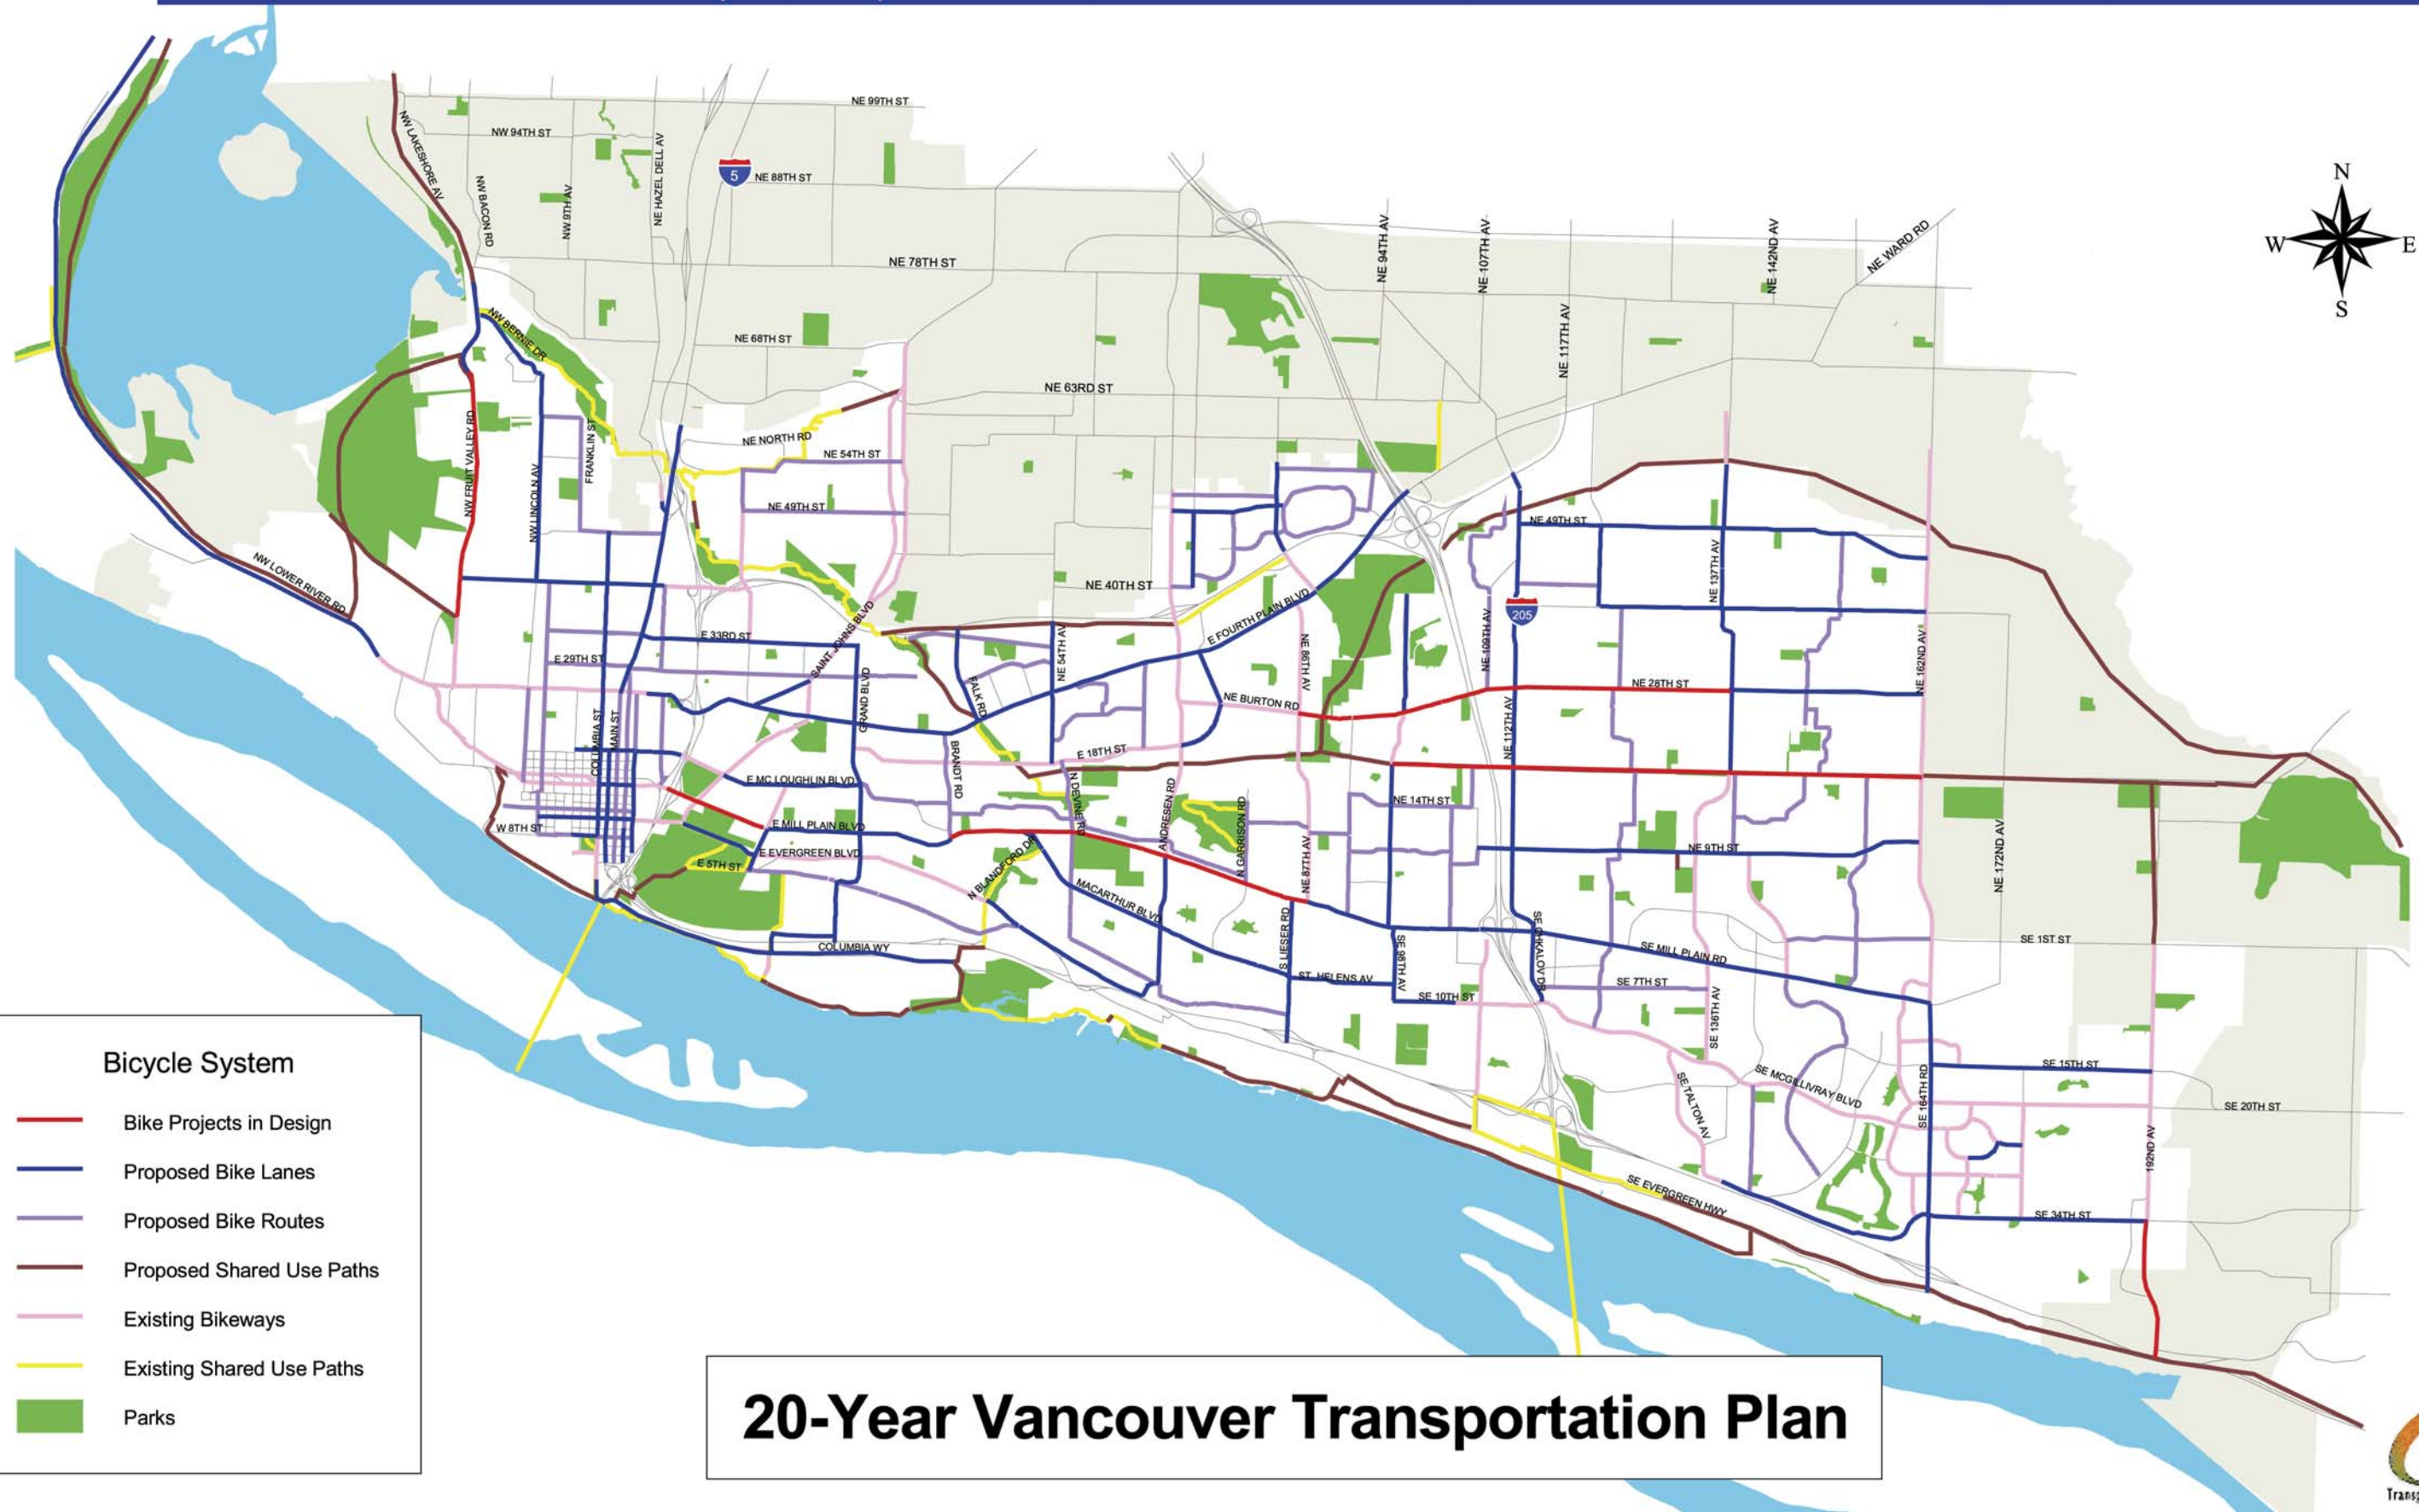 NE 99TH ST
NW 94TH ST
NW LAKESHORE AV
NW BACON RD
NW 9TH AV
NE HAZEL DELL AV
5
NE 88TH ST
N
W
E
S
NE 94TH AV
NE 107TH AV
NE 142ND AV
NE WARD RD
NE 78TH ST
NE 117TH AV
NW BERNIE DR
NE 68TH ST
NE 63RD ST
NW FRUIT VALLEY RD
NW LINCOLN AV
FRANKLIN ST
NE NORTH RD
NE 54TH ST
NE 49TH ST
NE 49TH ST
NW LOWER RIVER RD
NE 40TH ST
NE 137TH AV
E FOURTH PLAIN BLVD
205
E 33RD ST
SAINT JOHNS BLVD
NE 54TH AV
NE 86TH AV
NE 109TH AV
NE 162ND AV
E 29TH ST
GRAND BLVD
FALK RD
NE BURTON RD
NE 28TH ST
COLUMBIA ST
MAIN ST
NE 112TH AV
E 18TH ST
BRANDT RD
E MC LOUGHLIN BLVD
N DEVINE RD
ANDRESEN RD
N GARRISON RD
NE 14TH ST
W 8TH ST
E MILL PLAIN BLVD
E EVERGREEN BLVD
E 5TH ST
N BLANDFORD DR
NE 87TH AV
NE 9TH ST
NE 172ND AV
MACARTHUR BLVD
COLUMBIA WY
S LIESER RD
SE 98TH AV
SE CHKALOV DR
SE MILL PLAIN RD
SE 1ST ST
ST. HELENS AV
SE 10TH ST
SE 7TH ST
SE 136TH AV
SE 15TH ST
SE TALTON AV
SE MCGILLIVRAY BLVD
SE 164TH RD
SE 20TH ST
192ND AV
SE EVERGREEN HWY
SE 34TH ST
Bicycle System
Bike Projects in Design
Proposed Bike Lanes
Proposed Bike Routes
Proposed Shared Use Paths
Existing Bikeways
Existing Shared Use Paths
Parks
20-Year Vancouver Transportation Plan